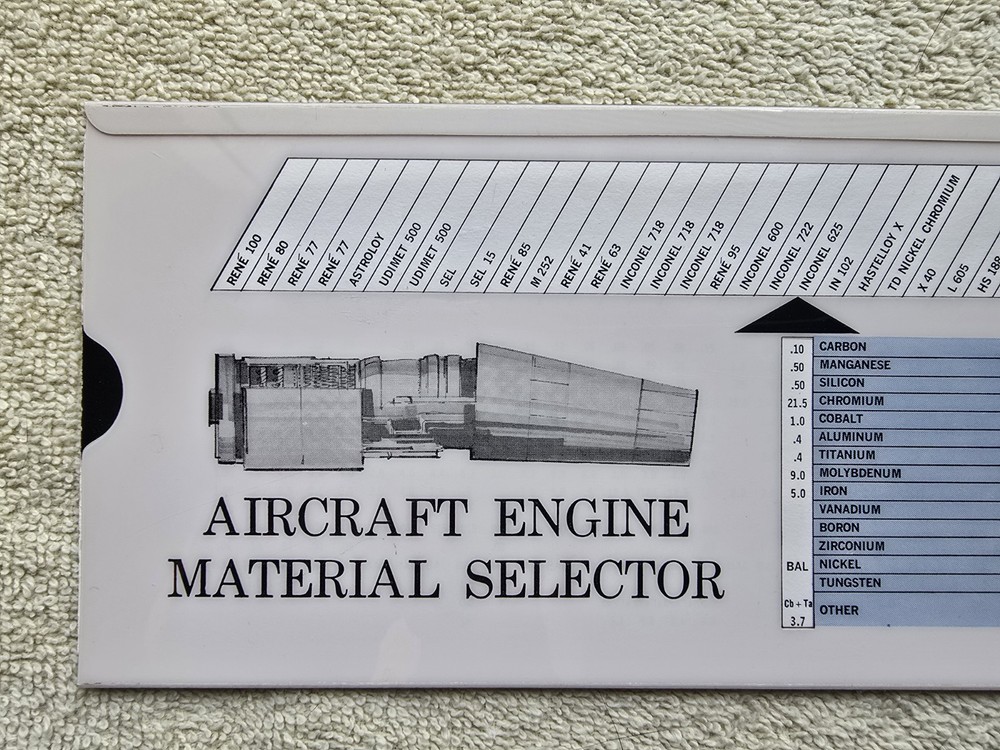 RENÉ 100
RENÉ 80
RENÉ 77
RENÉ 77
ASTROLOY
UDIMET 500
UDIMET 500
SEL
SEL 15
RENÉ 85
M 252
RENÉ 41
RENÉ 63
INCONEL 718
INCONEL 718
INCONEL 718
RENÉ 95
INCONEL 600
INCONEL 722
INCONEL 625
IN 102
HASTELLOY X
TD NICKEL CHROMIUM
X 40
L 605
HS 188
.10 CARBON
.50 MANGANESE
.50 SILICON
21.5 CHROMIUM
1.0 COBALT
.4 ALUMINUM
.4 TITANIUM
9.0 MOLYBDENUM
5.0 IRON
VANADIUM
BORON
ZIRCONIUM
BAL NICKEL
TUNGSTEN
Cb + Ta
3.7 OTHER
AIRCRAFT ENGINE
MATERIAL SELECTOR